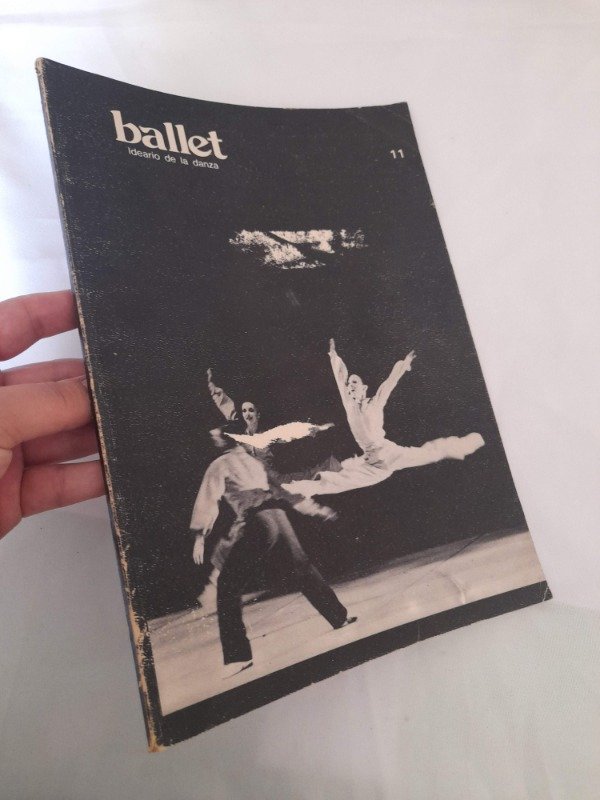 ballet
ideario de la danza
11